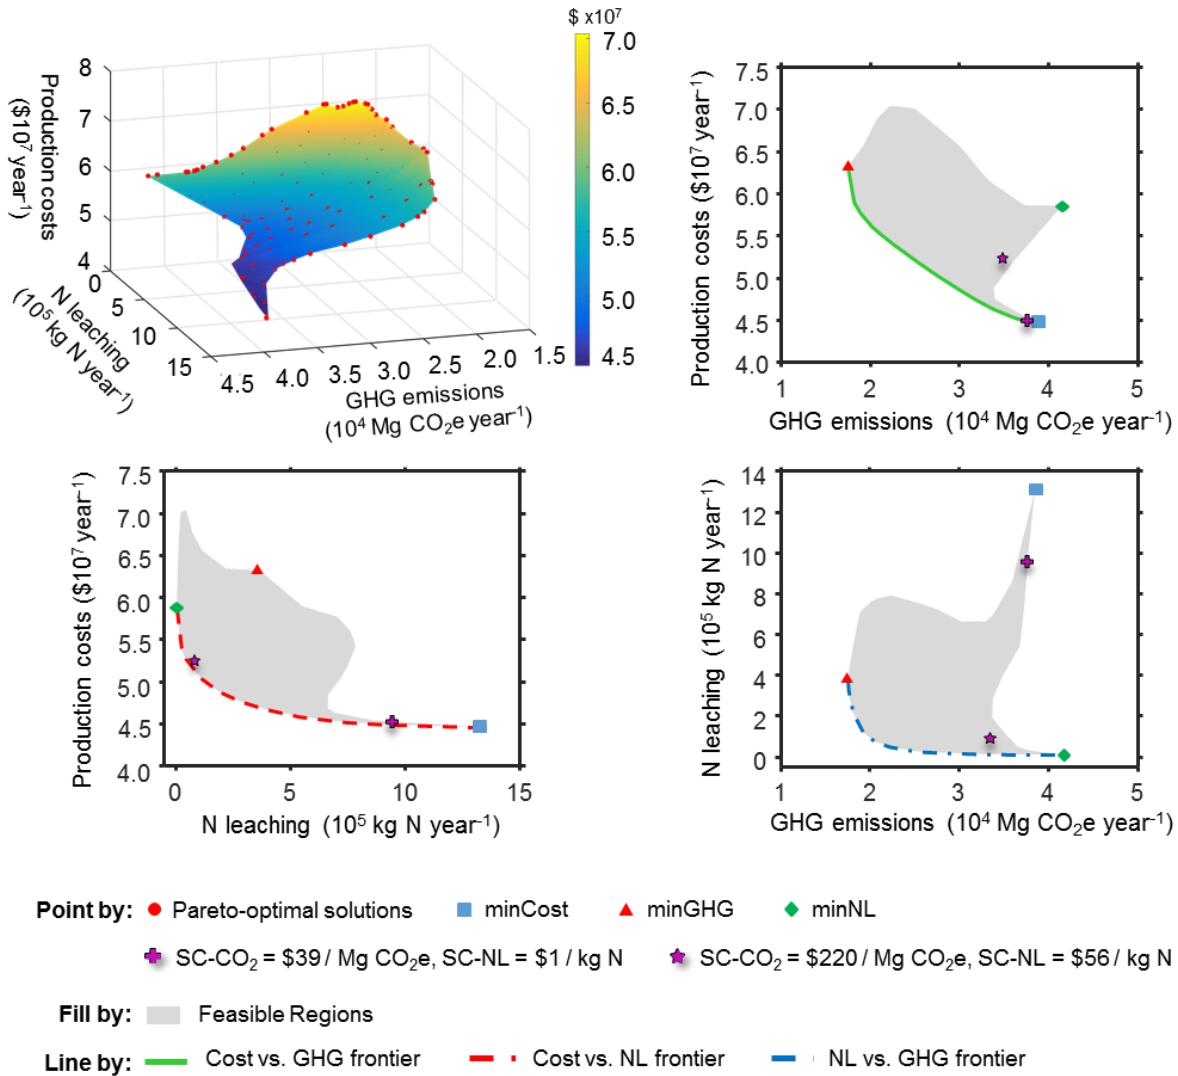 $ x10⁷
7.0
6.5
6.0
5.5
5.0
4.5
Production costs
($10⁷ year⁻¹)
8
7
6
5
4
N leaching
(10⁵ kg N year⁻¹)
0
5
10
15
4.5 4.0 3.5 3.0 2.5 2.0 1.5
GHG emissions
(10⁴ Mg CO₂e year⁻¹)
Production costs ($10⁷ year⁻¹)
7.5
7.0
6.5
6.0
5.5
5.0
4.5
4.0
1 2 3 4 5
GHG emissions (10⁴ Mg CO₂e year⁻¹)
Production costs ($10⁷ year⁻¹)
7.5
7.0
6.5
6.0
5.5
5.0
4.5
4.0
0 5 10 15
N leaching (10⁵ kg N year⁻¹)
N leaching (10⁵ kg N year⁻¹)
14
12
10
8
6
4
2
0
1 2 3 4 5
GHG emissions (10⁴ Mg CO₂e year⁻¹)
Point by: Pareto-optimal solutions minCost minGHG minNL
SC-CO₂ = $39 / Mg CO₂e, SC-NL = $1 / kg N SC-CO₂ = $220 / Mg CO₂e, SC-NL = $56 / kg N
Fill by: Feasible Regions
Line by: Cost vs. GHG frontier Cost vs. NL frontier NL vs. GHG frontier